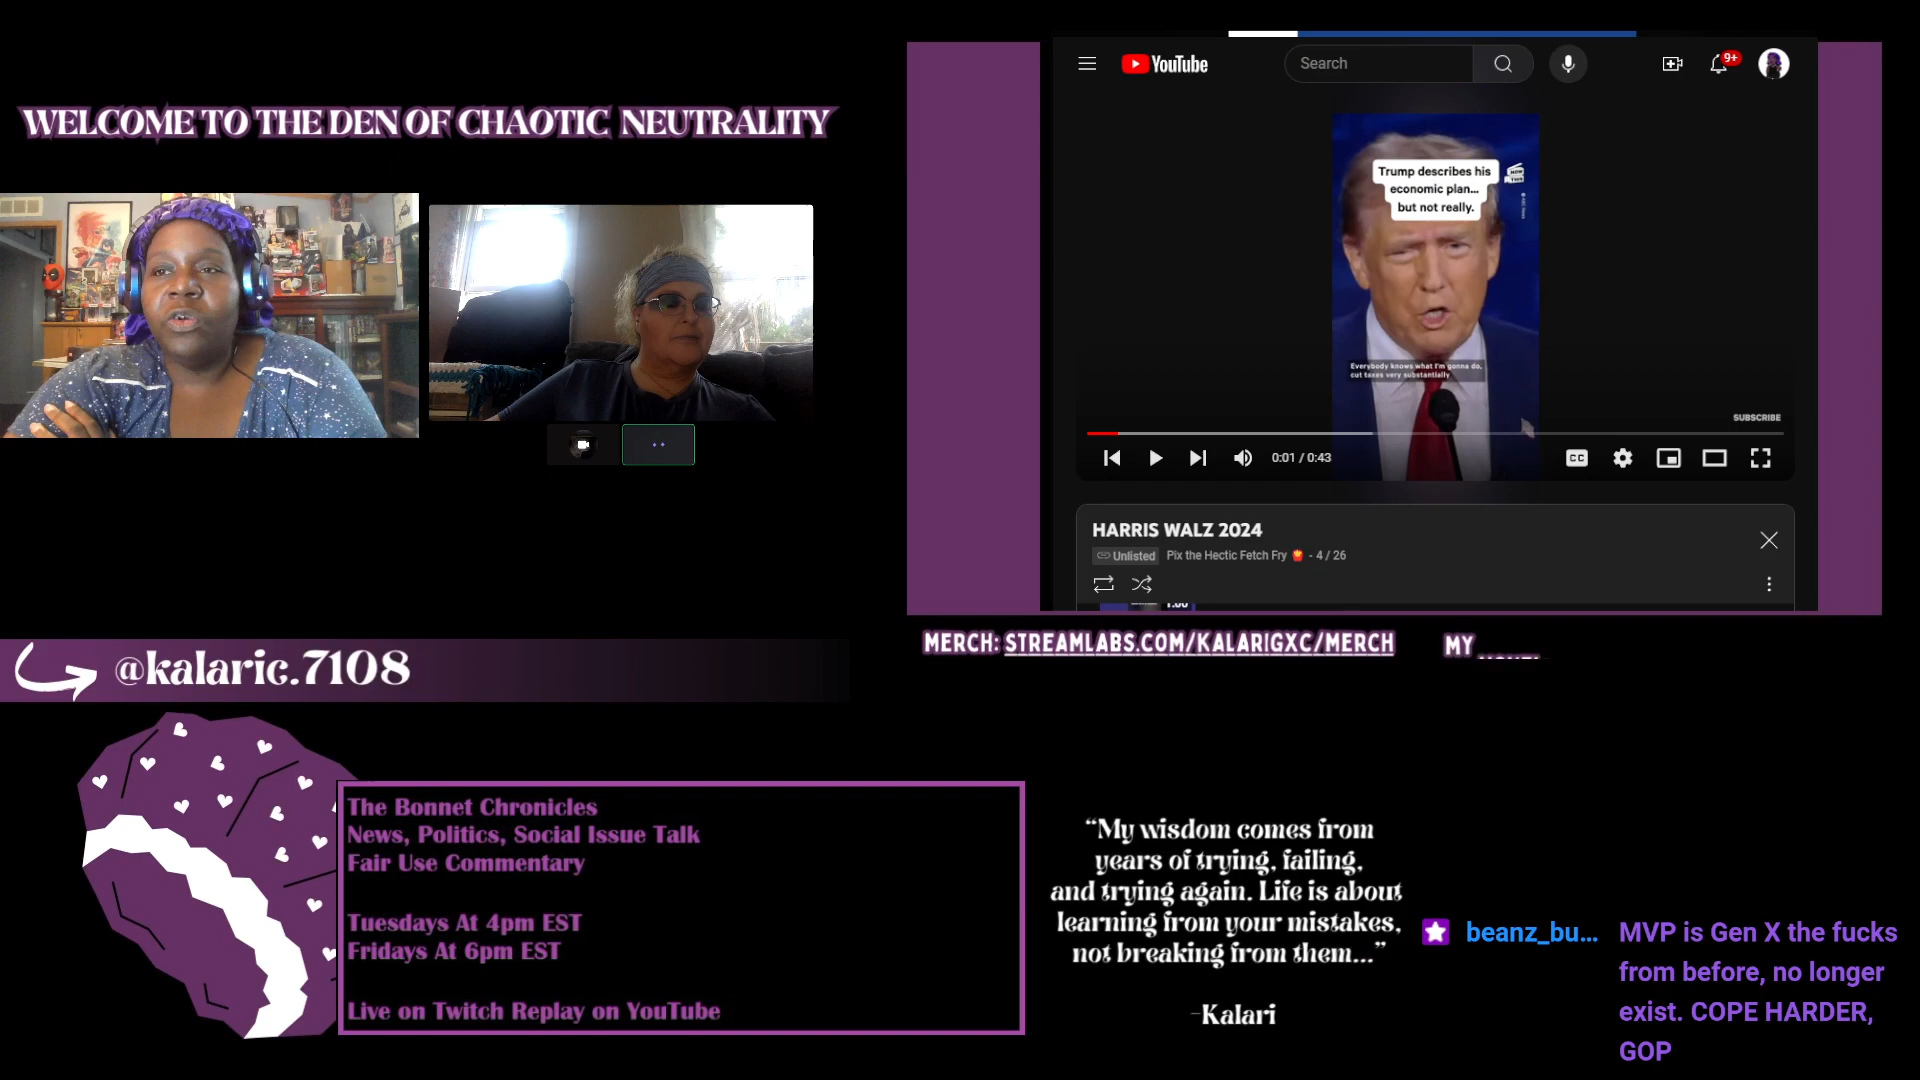 WELCOME TO THE DEN OF CHAOTIC NEUTRALITY
YouTube
Search
9+
Trump describes his
economic plan...
but not really.
NOW
THIS
Everybody knows what I'm gonna do,
cut taxes very substantially
SUBSCRIBE
0:01 / 0:43
CC
HARRIS WALZ 2024
Unlisted
Pix the Hectic Fetch Fry 🍟 - 4 / 26
MERCH: STREAMLABS.COM/KALARIGXC/MERCH
MY
@kalaric.7108
The Bonnet Chronicles
News, Politics, Social Issue Talk
Fair Use Commentary
Tuesdays At 4pm EST
Fridays At 6pm EST
Live on Twitch Replay on YouTube
“My wisdom comes from
years of trying, failing,
and trying again. Life is about
learning from your mistakes,
not breaking from them...”
-Kalari
beanz_bu... MVP is Gen X the fucks
from before, no longer
exist. COPE HARDER,
GOP